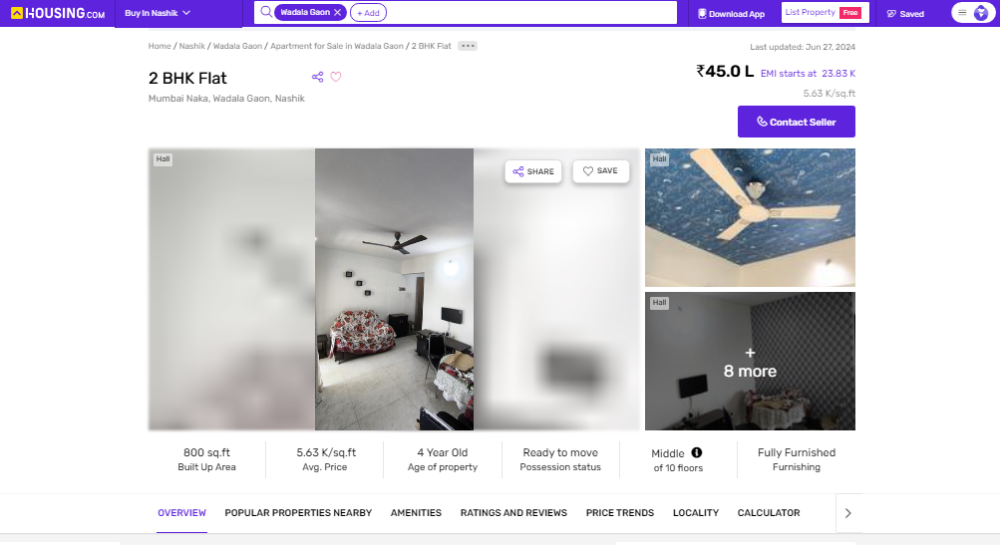 HOUSING.COM
Buy In Nashik
Wadala Gaon
+ Add
Download App
List Property Free
Saved
Home / Nashik / Wadala Gaon / Apartment for Sale in Wadala Gaon / 2 BHK Flat
Last updated: Jun 27, 2024
2 BHK Flat
₹45.0 L EMI starts at 23.83 K
Mumbai Naka, Wadala Gaon, Nashik
5.63 K/sq.ft
Contact Seller
Hall
SHARE
SAVE
Hall
Hall
+
8 more
800 sq.ft
Built Up Area
5.63 K/sq.ft
Avg. Price
4 Year Old
Age of property
Ready to move
Possession status
Middle
of 10 floors
Fully Furnished
Furnishing
OVERVIEW POPULAR PROPERTIES NEARBY AMENITIES RATINGS AND REVIEWS PRICE TRENDS LOCALITY CALCULATOR